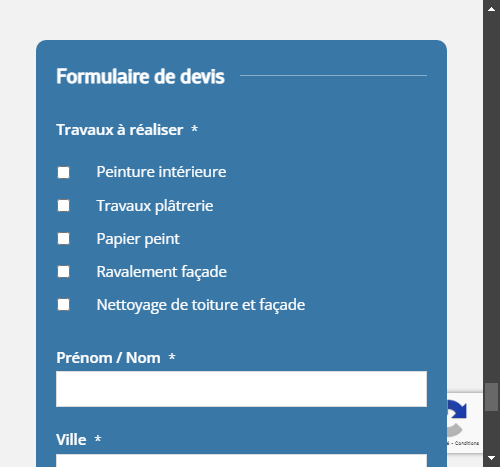 Formulaire de devis
Travaux à réaliser *
Peinture intérieure
Travaux plâtrerie
Papier peint
Ravalement façade
Nettoyage de toiture et façade
Prénom / Nom *
Ville *
- Conditions